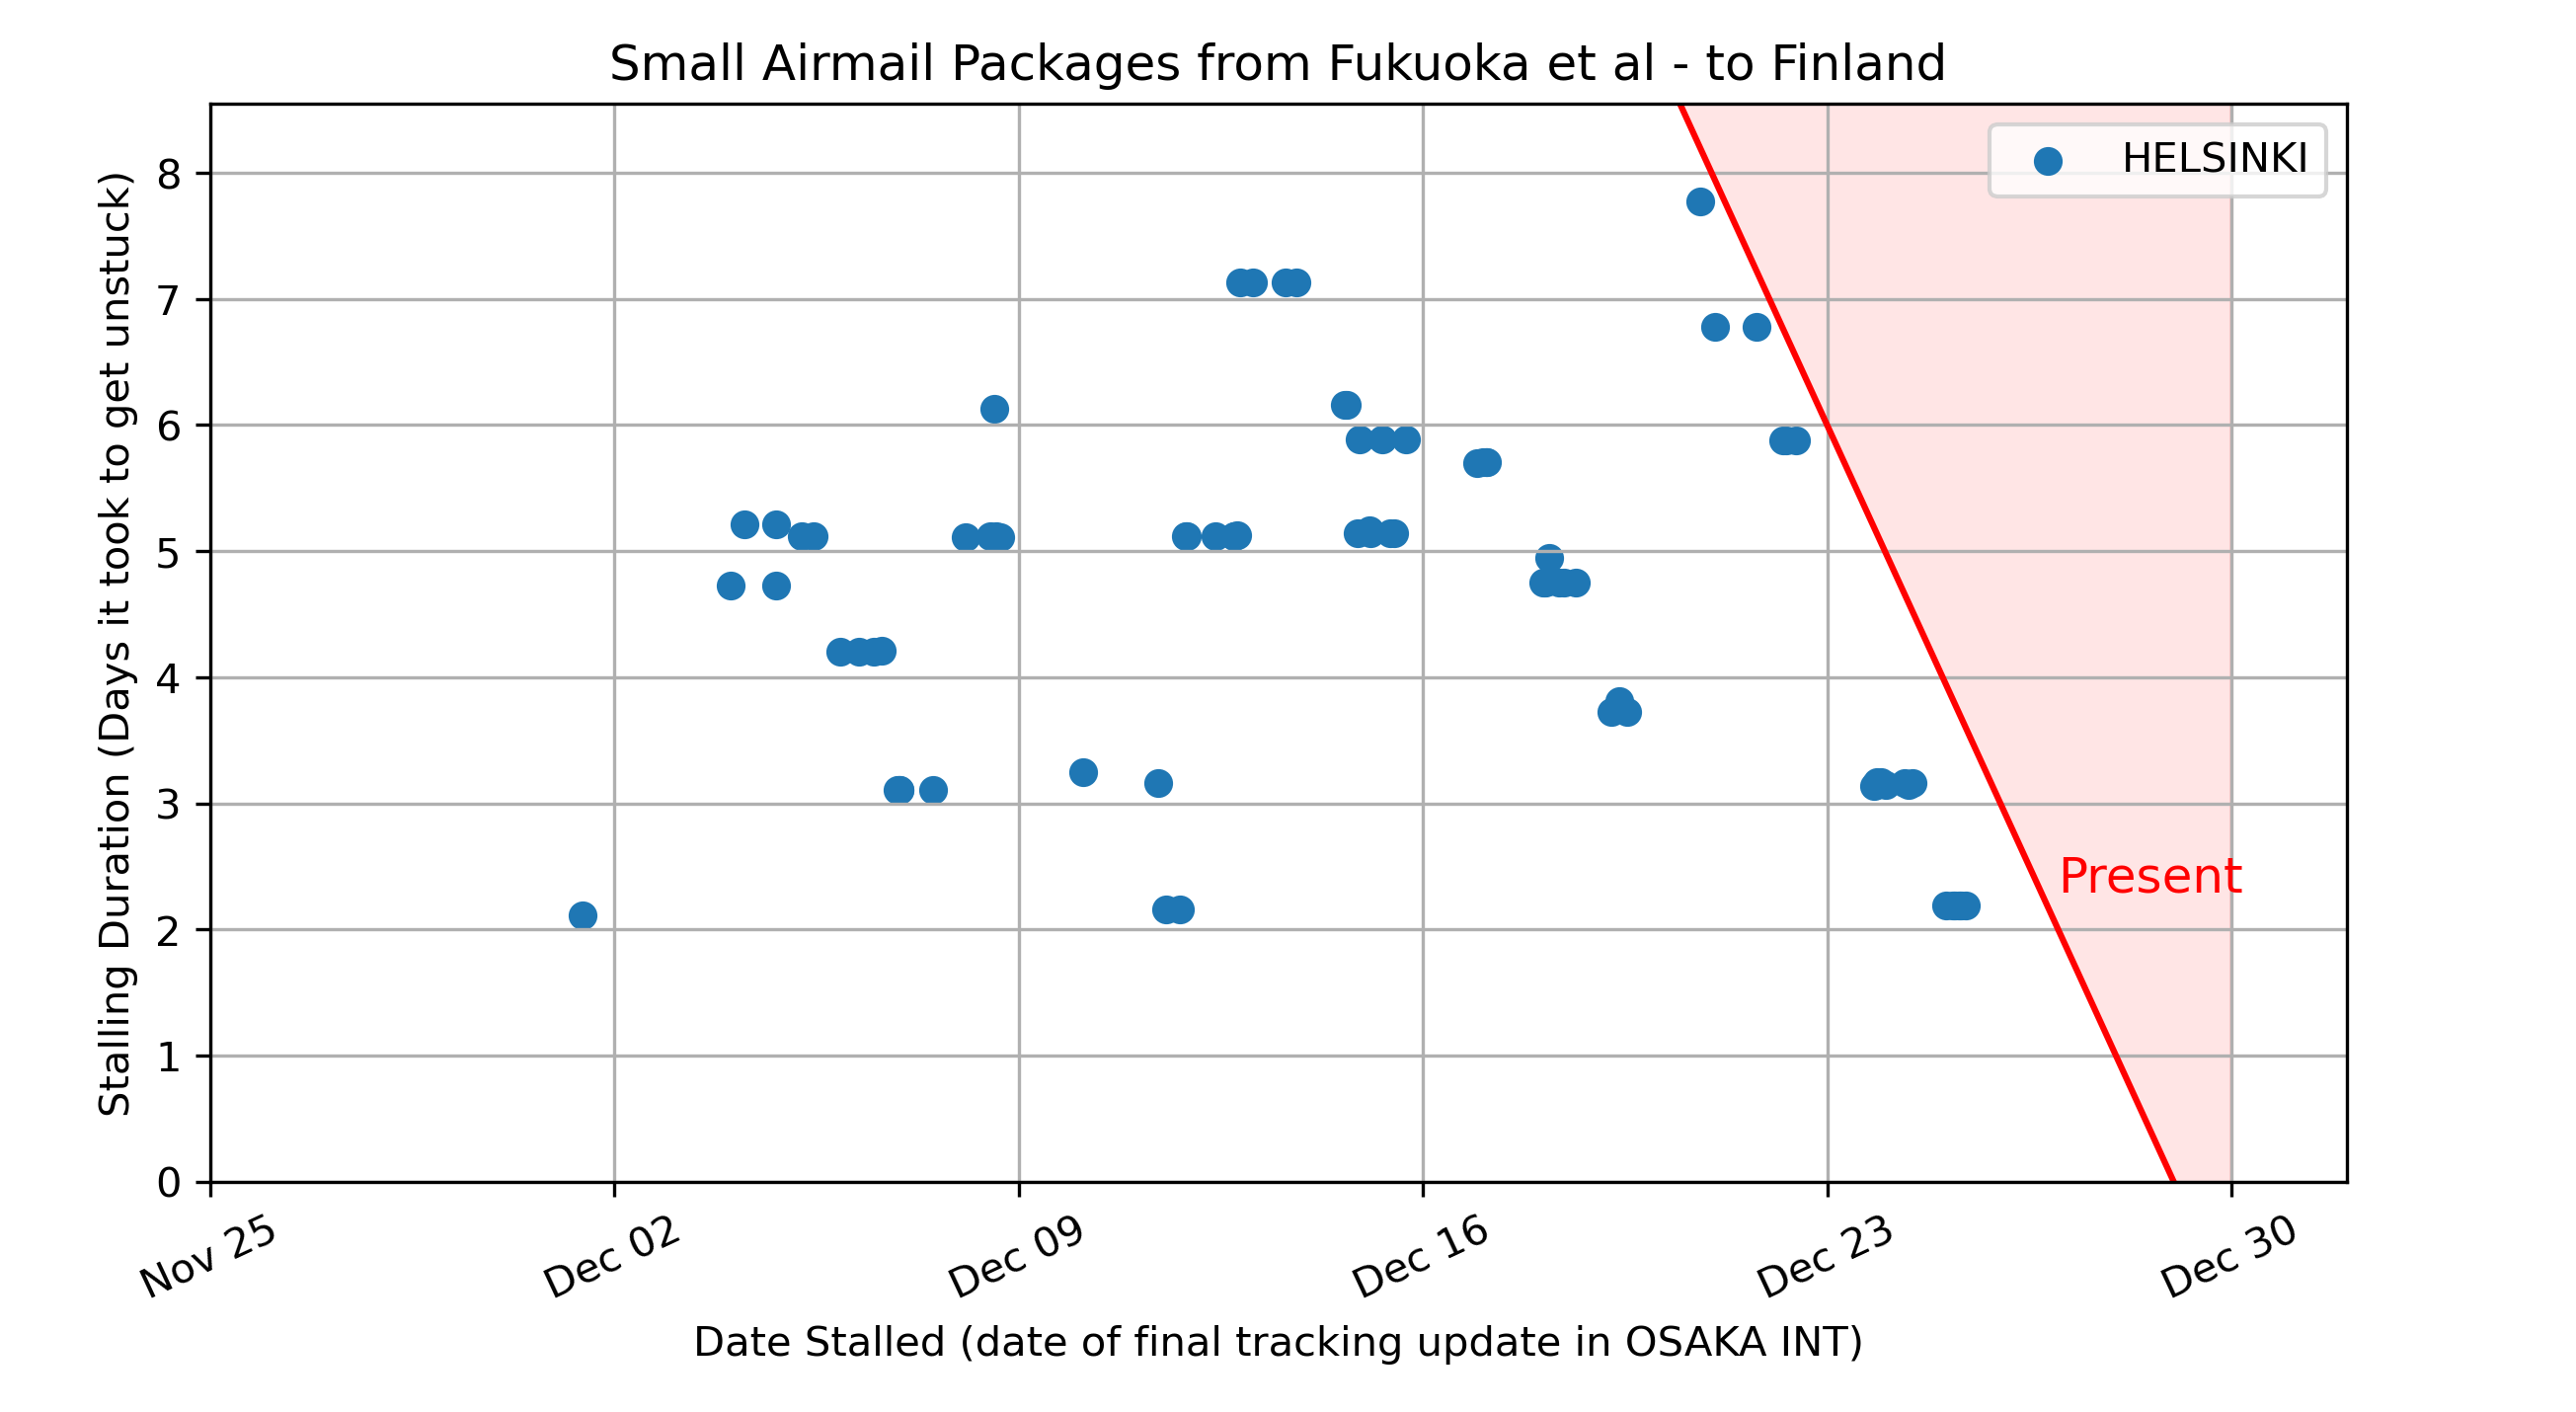 Small Airmail Packages from Fukuoka et al - to Finland
HELSINKI
Stalling Duration (Days it took to get unstuck)
8
7
6
5
4
3
2
1
0
Present
Nov 25
Dec 02
Dec 09
Dec 16
Dec 23
Dec 30
Date Stalled (date of final tracking update in OSAKA INT)